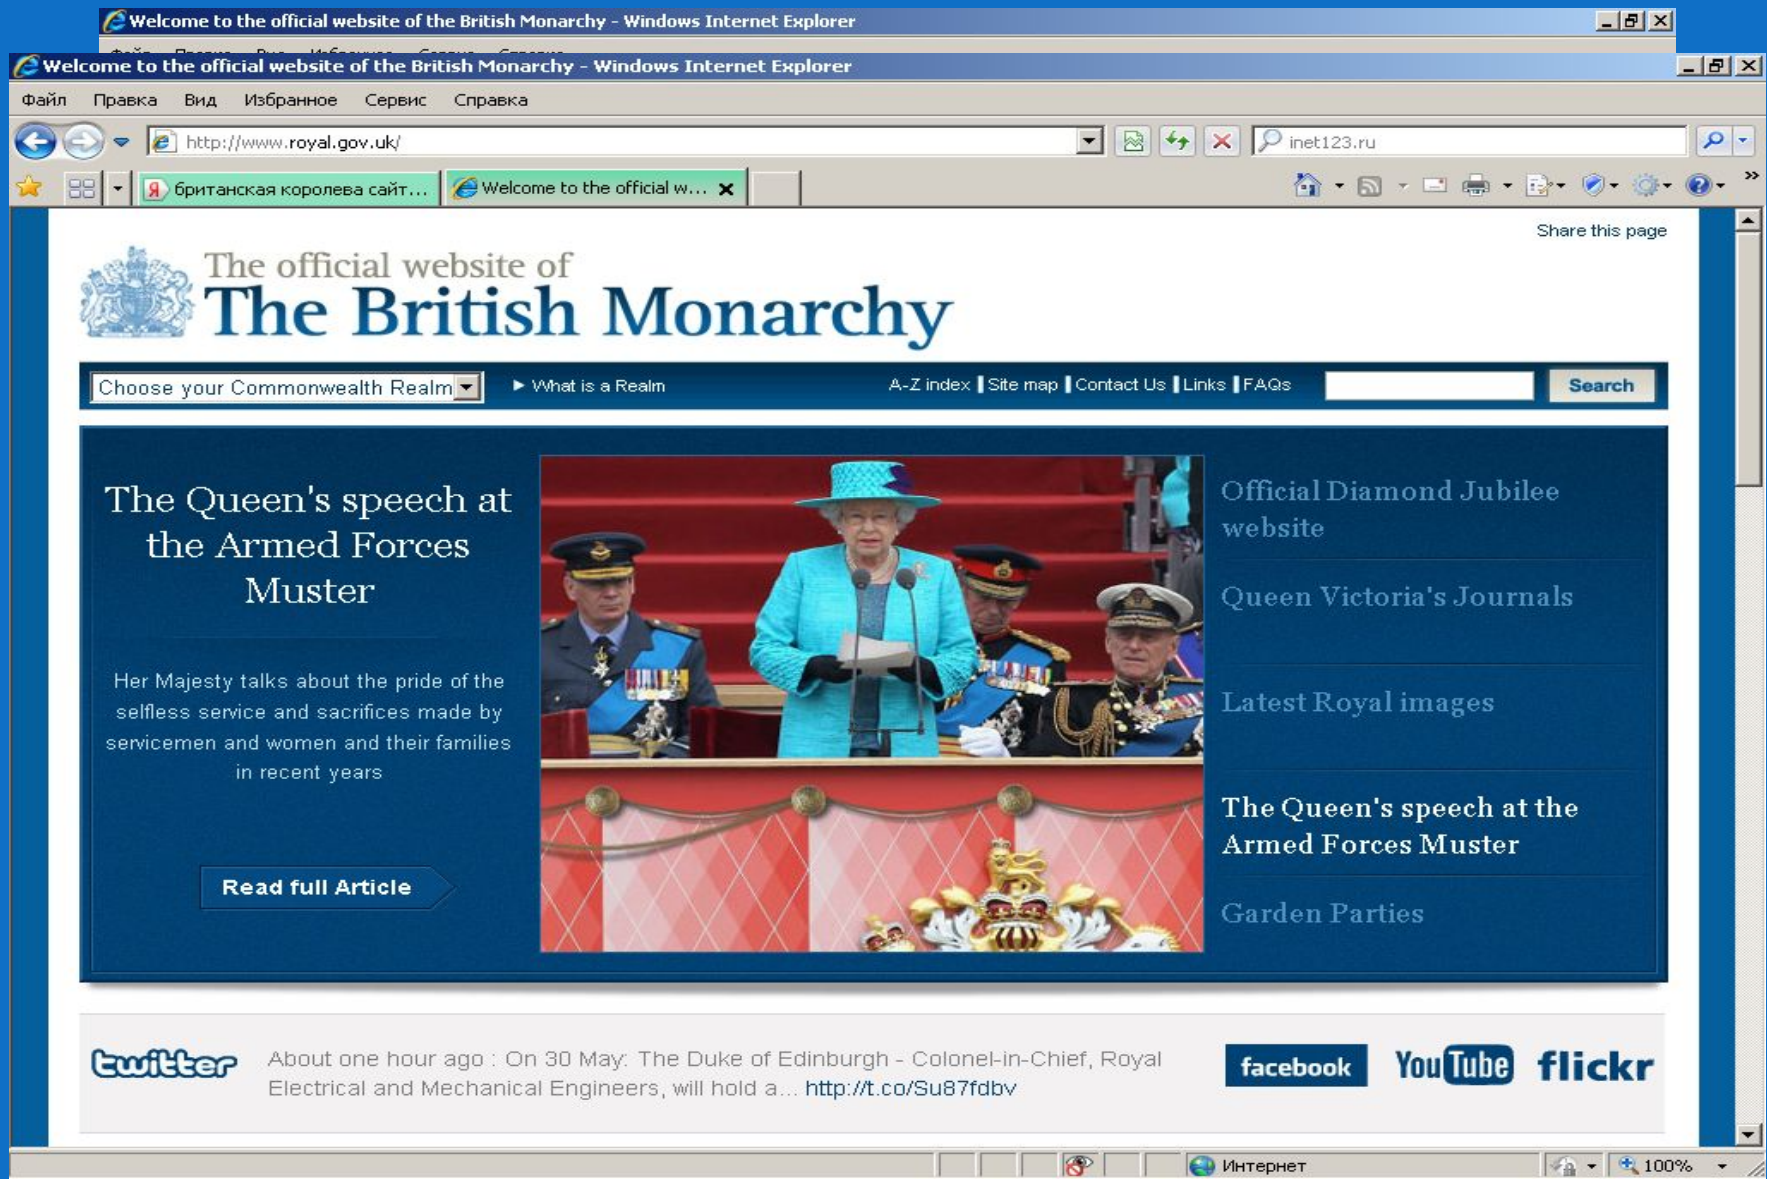 Welcome to the official website of the British Monarchy - Windows Internet Explorer
Welcome to the official website of the British Monarchy - Windows Internet Explorer
Файл Правка Вид Избранное Сервис Справка
http://www.royal.gov.uk/
inet123.ru
британская королева сайт...
Welcome to the official w...
Share this page
The official website of
The British Monarchy
Choose your Commonwealth Realm
What is a Realm
A-Z index
Site map
Contact Us
Links
FAQs
Search
The Queen's speech at
the Armed Forces
Muster
Her Majesty talks about the pride of the
selfless service and sacrifices made by
servicemen and women and their families
in recent years
Read full Article
Official Diamond Jubilee
website
Queen Victoria's Journals
Latest Royal images
The Queen's speech at the
Armed Forces Muster
Garden Parties
twitter
About one hour ago : On 30 May: The Duke of Edinburgh - Colonel-in-Chief, Royal
Electrical and Mechanical Engineers, will hold a... http://t.co/Su87fdbv
facebook
YouTube
flickr
Интернет
100%